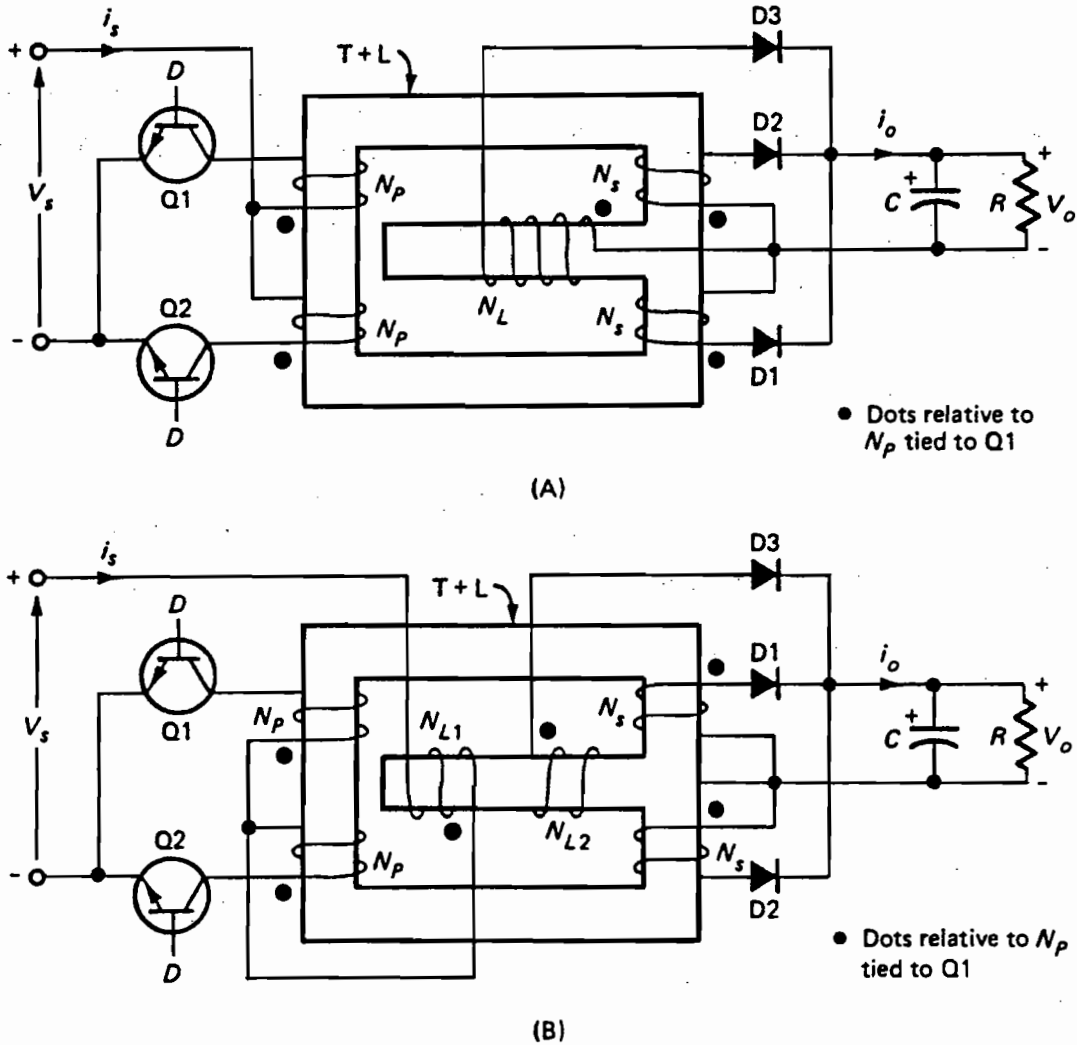 i_s
D3
+
T + L
D
D2
i_o
+
Q1
N_P
N_s
+
V_s
C
R
V_o
-
Q2
N_L
N_s
-
N_P
D1
D
● Dots relative to
N_P tied to Q1
(A)
i_s
D3
+
T + L
D
D1
i_o
+
Q1
N_P
N_L1
N_s
+
V_s
C
R
V_o
-
Q2
N_L2
-
N_P
N_s
D2
D
● Dots relative to N_P
tied to Q1
(B)